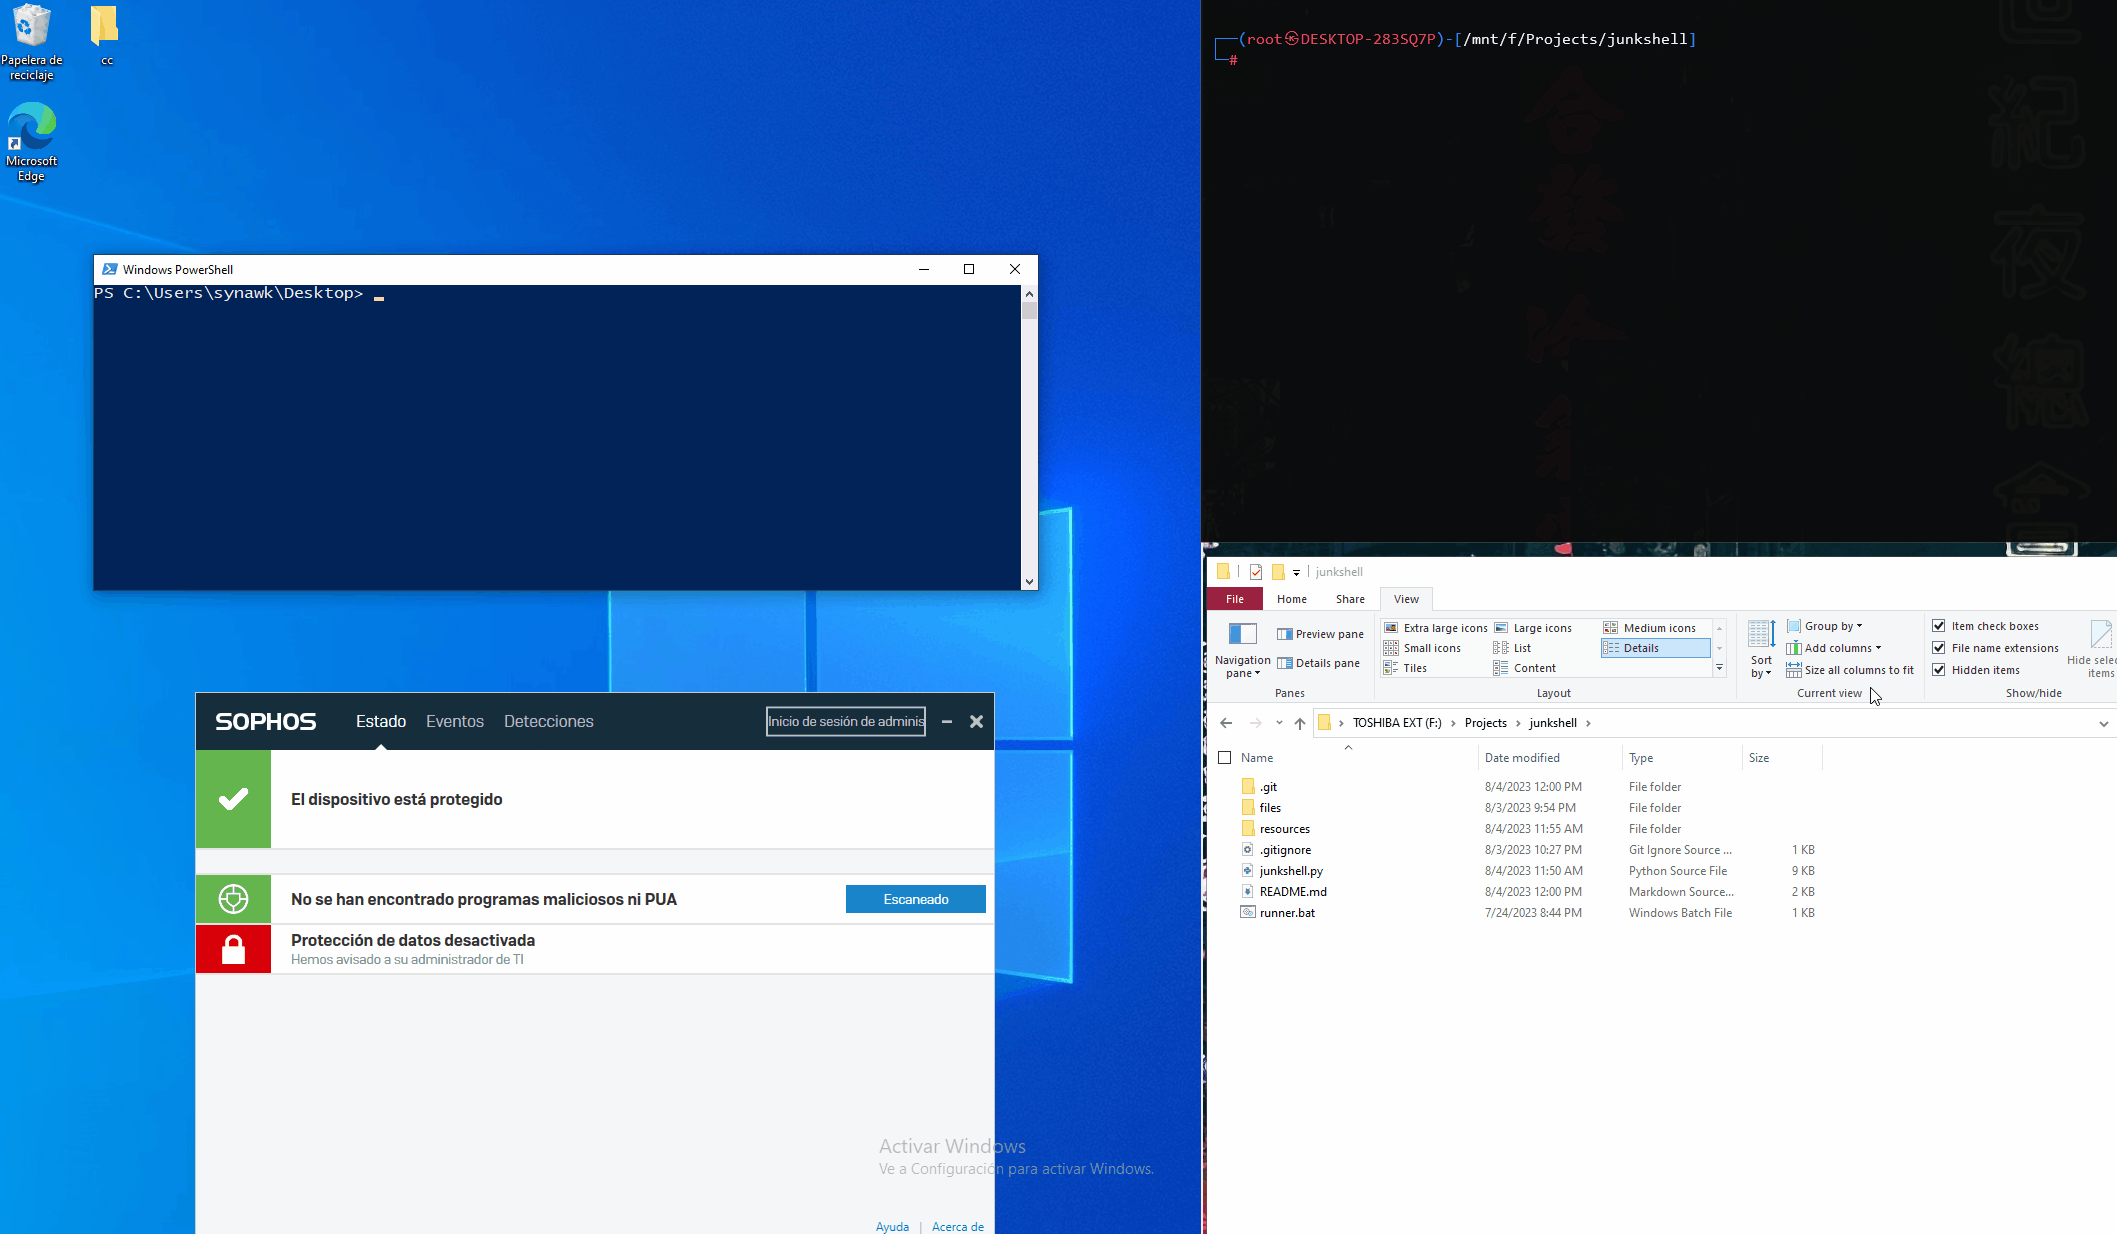 Papelera de
reciclaje
cc
Microsoft
Edge
Windows PowerShell
PS C:\Users\synawk\Desktop>
SOPHOS
Estado
Eventos
Detecciones
Inicio de sesión de adminis
El dispositivo está protegido
No se han encontrado programas maliciosos ni PUA
Escaneado
Protección de datos desactivada
Hemos avisado a su administrador de TI
Activar Windows
Ve a Configuración para activar Windows.
Ayuda | Acerca de
(root㉿DESKTOP-283SQ7P)-[/mnt/f/Projects/junkshell]
#
紀
夜
總
會
junkshell
File Home Share View
Navigation
pane
Preview pane
Details pane
Panes
Extra large icons Large icons Medium icons
Small icons List Details
Tiles Content
Layout
Sort
by
Group by
Add columns
Size all columns to fit
Current view
Item check boxes
File name extensions
Hidden items
Hide selec
items
Show/hide
TOSHIBA EXT (F:) › Projects › junkshell ›
Name Date modified Type Size
.git 8/4/2023 12:00 PM File folder
files 8/3/2023 9:54 PM File folder
resources 8/4/2023 11:55 AM File folder
.gitignore 8/3/2023 10:27 PM Git Ignore Source ... 1 KB
junkshell.py 8/4/2023 11:50 AM Python Source File 9 KB
README.md 8/4/2023 12:00 PM Markdown Source... 2 KB
runner.bat 7/24/2023 8:44 PM Windows Batch File 1 KB